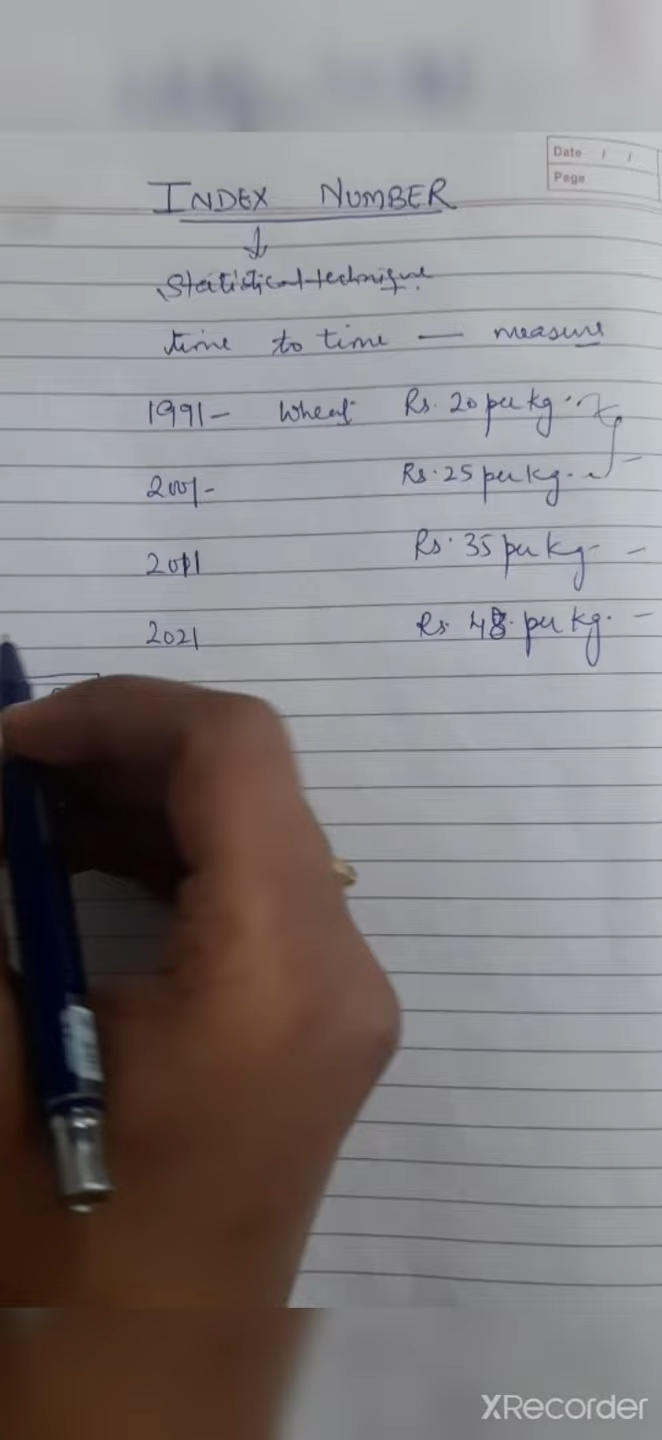 Date / /
Page
INDEX NUMBER
↓
Statistical technique
time to time — measure
1991 - Wheat Rs. 20 per kg.
2001 - Rs. 25 per kg. -
2011 Rs. 35 per kg - -
2021 Rs. 48 per kg. -
XRecorder